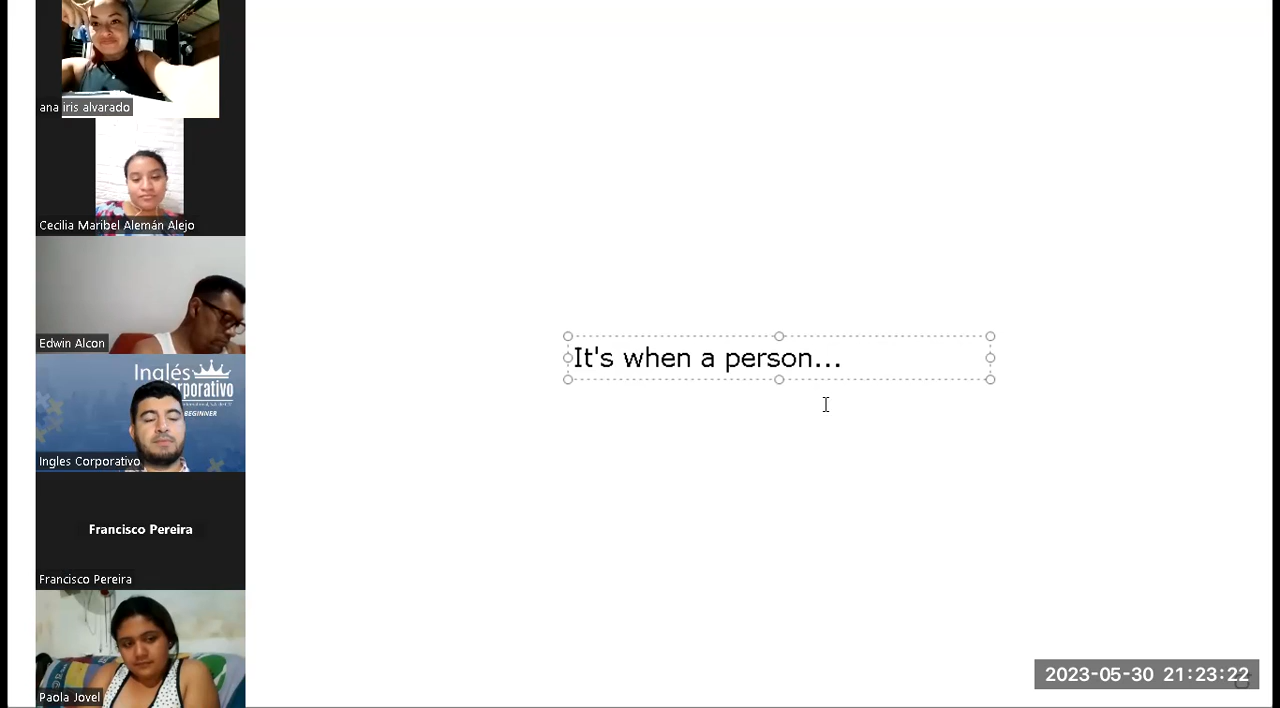 ana iris alvarado
Cecilia Maribel Alemán Alejo
Edwin Alcon
Inglés
Corporativo
BEGINNER
Ingles Corporativo
Francisco Pereira
Francisco Pereira
Paola Jovel
It's when a person...
2023-05-30 21:23:22